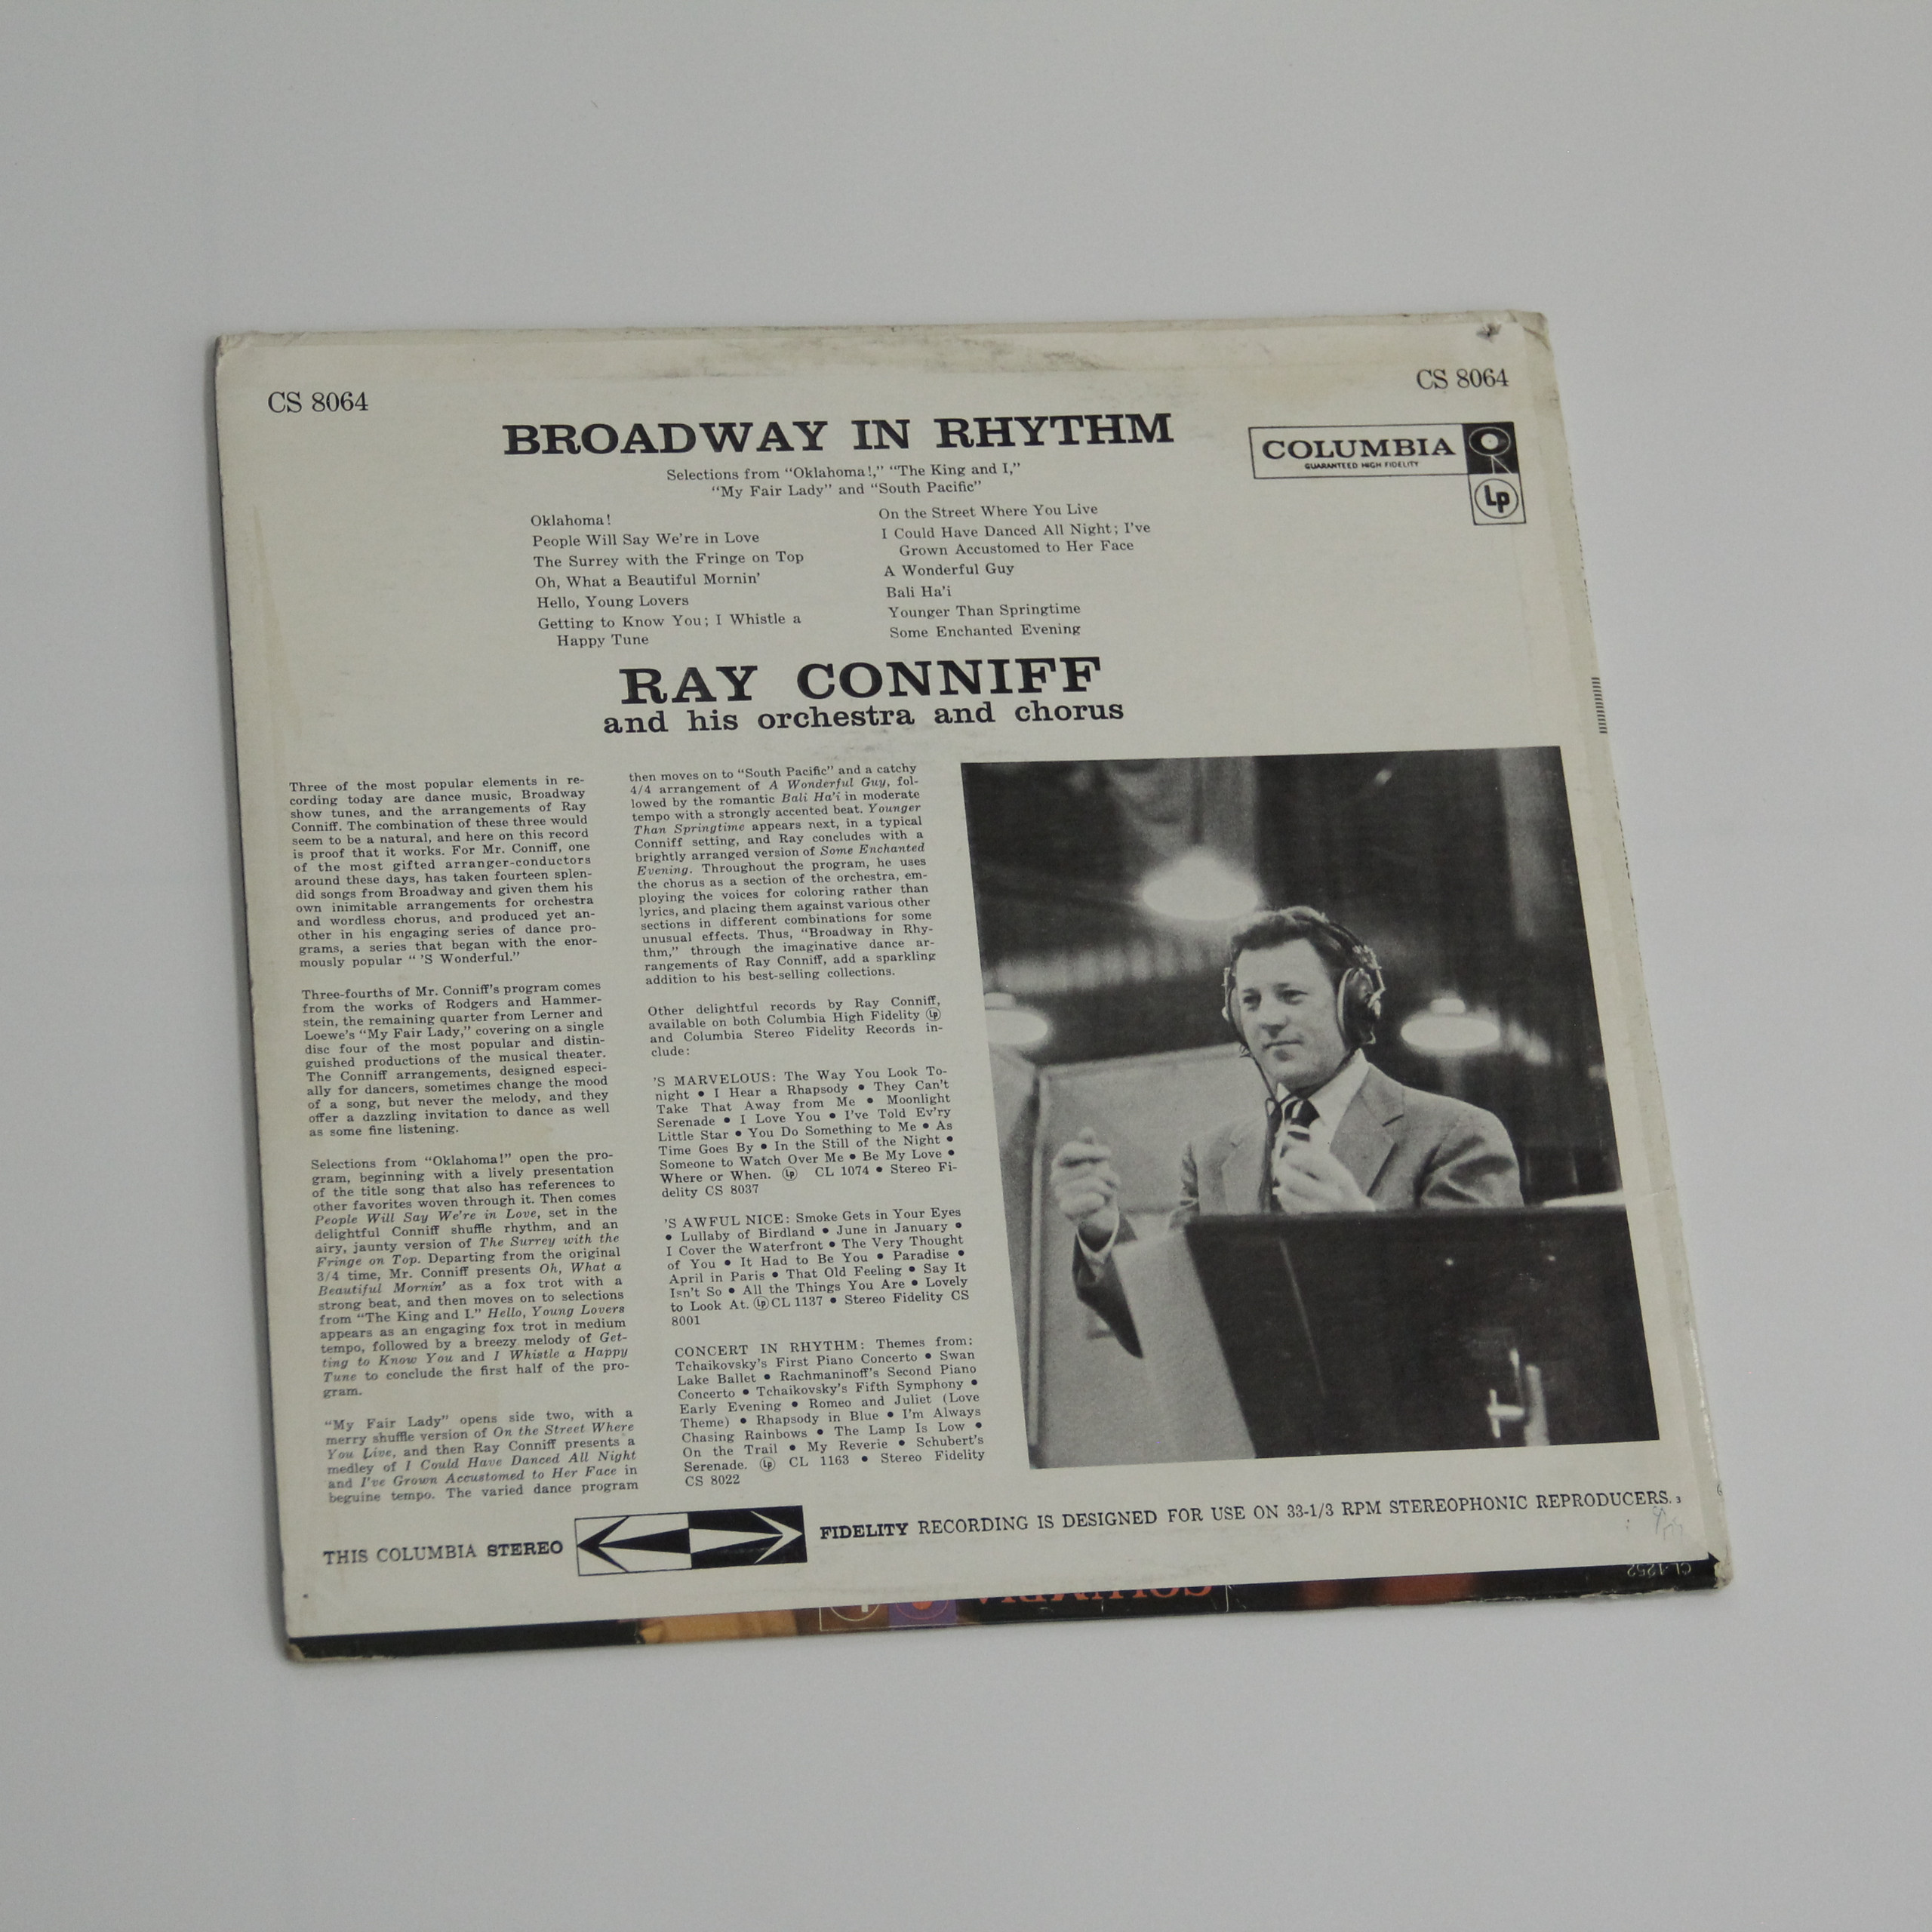 CS 8064
CS 8064
BROADWAY IN RHYTHM
COLUMBIA
GUARANTEED HIGH FIDELITY
Lp
Selections from “Oklahoma!,” “The King and I,”
“My Fair Lady” and “South Pacific”
Oklahoma!
People Will Say We’re in Love
The Surrey with the Fringe on Top
Oh, What a Beautiful Mornin’
Hello, Young Lovers
Getting to Know You; I Whistle a
Happy Tune
On the Street Where You Live
I Could Have Danced All Night; I’ve
Grown Accustomed to Her Face
A Wonderful Guy
Bali Ha’i
Younger Than Springtime
Some Enchanted Evening
RAY CONNIFF
and his orchestra and chorus
Three of the most popular elements in re-
cording today are dance music, Broadway
show tunes, and the arrangements of Ray
Conniff. The combination of these three would
seem to be a natural, and here on this record
is proof that it works. For Mr. Conniff, one
of the most gifted arranger-conductors
around these days, has taken fourteen splen-
did songs from Broadway and given them his
own inimitable arrangements for orchestra
and wordless chorus, and produced yet an-
other in his engaging series of dance pro-
grams, a series that began with the enor-
mously popular “ ’S Wonderful.”
Three-fourths of Mr. Conniff’s program comes
from the works of Rodgers and Hammer-
stein, the remaining quarter from Lerner and
Loewe’s “My Fair Lady,” covering on a single
disc four of the most popular and distin-
guished productions of the musical theater.
The Conniff arrangements, designed especi-
ally for dancers, sometimes change the mood
of a song, but never the melody, and they
offer a dazzling invitation to dance as well
as some fine listening.
Selections from “Oklahoma!” open the pro-
gram, beginning with a lively presentation
of the title song that also has references to
other favorites woven through it. Then comes
People Will Say We’re in Love, set in the
delightful Conniff shuffle rhythm, and an
airy, jaunty version of The Surrey with the
Fringe on Top. Departing from the original
3/4 time, Mr. Conniff presents Oh, What a
Beautiful Mornin’ as a fox trot with a
strong beat, and then moves on to selections
from “The King and I.” Hello, Young Lovers
appears as an engaging fox trot in medium
tempo, followed by a breezy melody of Get-
ting to Know You and I Whistle a Happy
Tune to conclude the first half of the pro-
gram.
“My Fair Lady” opens side two, with a
merry shuffle version of On the Street Where
You Live, and then Ray Conniff presents a
medley of I Could Have Danced All Night
and I’ve Grown Accustomed to Her Face in
beguine tempo. The varied dance program
then moves on to “South Pacific” and a catchy
4/4 arrangement of A Wonderful Guy, fol-
lowed by the romantic Bali Ha’i in moderate
tempo with a strongly accented beat. Younger
Than Springtime appears next, in a typical
Conniff setting, and Ray concludes with a
brightly arranged version of Some Enchanted
Evening. Throughout the program, he uses
the chorus as a section of the orchestra, em-
ploying the voices for coloring rather than
lyrics, and placing them against various other
sections in different combinations for some
unusual effects. Thus, “Broadway in Rhy-
thm,” through the imaginative dance ar-
rangements of Ray Conniff, add a sparkling
addition to his best-selling collections.
Other delightful records by Ray Conniff,
available on both Columbia High Fidelity Lp
and Columbia Stereo Fidelity Records in-
clude:
’S MARVELOUS: The Way You Look To-
night • I Hear a Rhapsody • They Can’t
Take That Away from Me • Moonlight
Serenade • I Love You • I’ve Told Ev’ry
Little Star • You Do Something to Me • As
Time Goes By • In the Still of the Night •
Someone to Watch Over Me • Be My Love •
Where or When. Lp CL 1074 • Stereo Fi-
delity CS 8037
’S AWFUL NICE: Smoke Gets in Your Eyes
• Lullaby of Birdland • June in January •
I Cover the Waterfront • The Very Thought
of You • It Had to Be You • Paradise •
April in Paris • That Old Feeling • Say It
Isn’t So • All the Things You Are • Lovely
to Look At. Lp CL 1137 • Stereo Fidelity CS
8001
CONCERT IN RHYTHM: Themes from:
Tchaikovsky’s First Piano Concerto • Swan
Lake Ballet • Rachmaninoff’s Second Piano
Concerto • Tchaikovsky’s Fifth Symphony •
Early Evening • Romeo and Juliet (Love
Theme) • Rhapsody in Blue • I’m Always
Chasing Rainbows • The Lamp Is Low •
On the Trail • My Reverie • Schubert’s
Serenade. Lp CL 1163 • Stereo Fidelity
CS 8022
THIS COLUMBIA STEREO FIDELITY RECORDING IS DESIGNED FOR USE ON 33-1/3 RPM STEREOPHONIC REPRODUCERS. 3
CL 1252
COLUMBIA